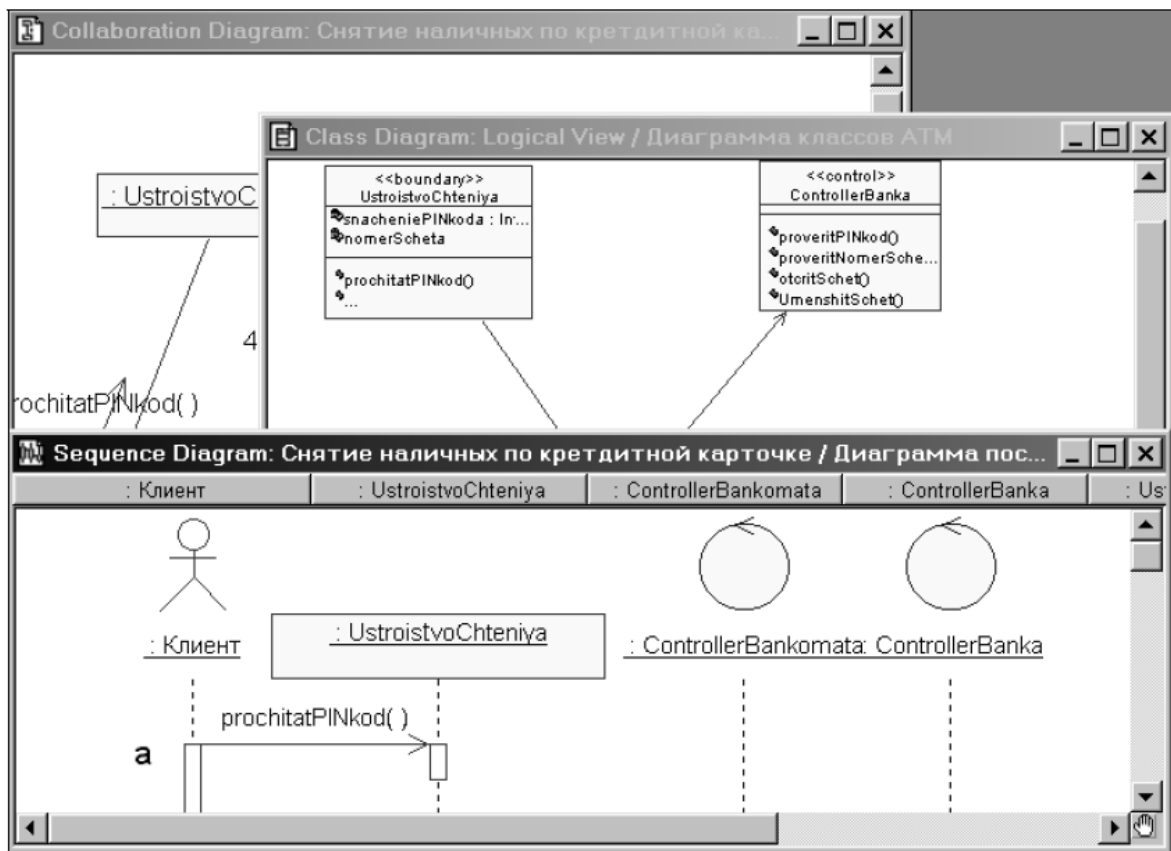 Collaboration Diagram: Снятие наличных по кретдитной ка...
: UstroistvoC
4
rochitatPINkod( )
Class Diagram: Logical View / Диаграмма классов ATM
<<boundary>>
UstroistvoChteniya
snacheniePINkoda : In...
nomerScheta
prochitatPINkod()
...
<<control>>
ControllerBanka
proveritPINkod()
proveritNomerSche...
otcritSchet()
UmenshitSchet()
Sequence Diagram: Снятие наличных по кретдитной карточке / Диаграмма пос...
: Клиент : UstroistvoChteniya : ControllerBankomata : ControllerBanka : Us
: Клиент
: UstroistvoChteniya
: ControllerBankomata
: ControllerBanka
prochitatPINkod( )
a